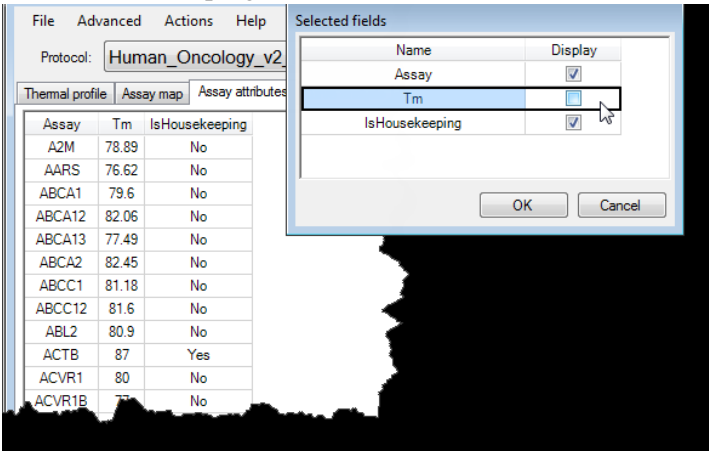 File Advanced Actions Help
Protocol: Human_Oncology_v2_
Thermal profile Assay map Assay attributes
Assay Tm IsHousekeeping
A2M 78.89 No
AARS 76.62 No
ABCA1 79.6 No
ABCA12 82.06 No
ABCA13 77.49 No
ABCA2 82.45 No
ABCC1 81.18 No
ABCC12 81.6 No
ABL2 80.9 No
ACTB 87 Yes
ACVR1 80 No
ACVR1B No
Selected fields
Name Display
Assay
Tm
IsHousekeeping
OK Cancel